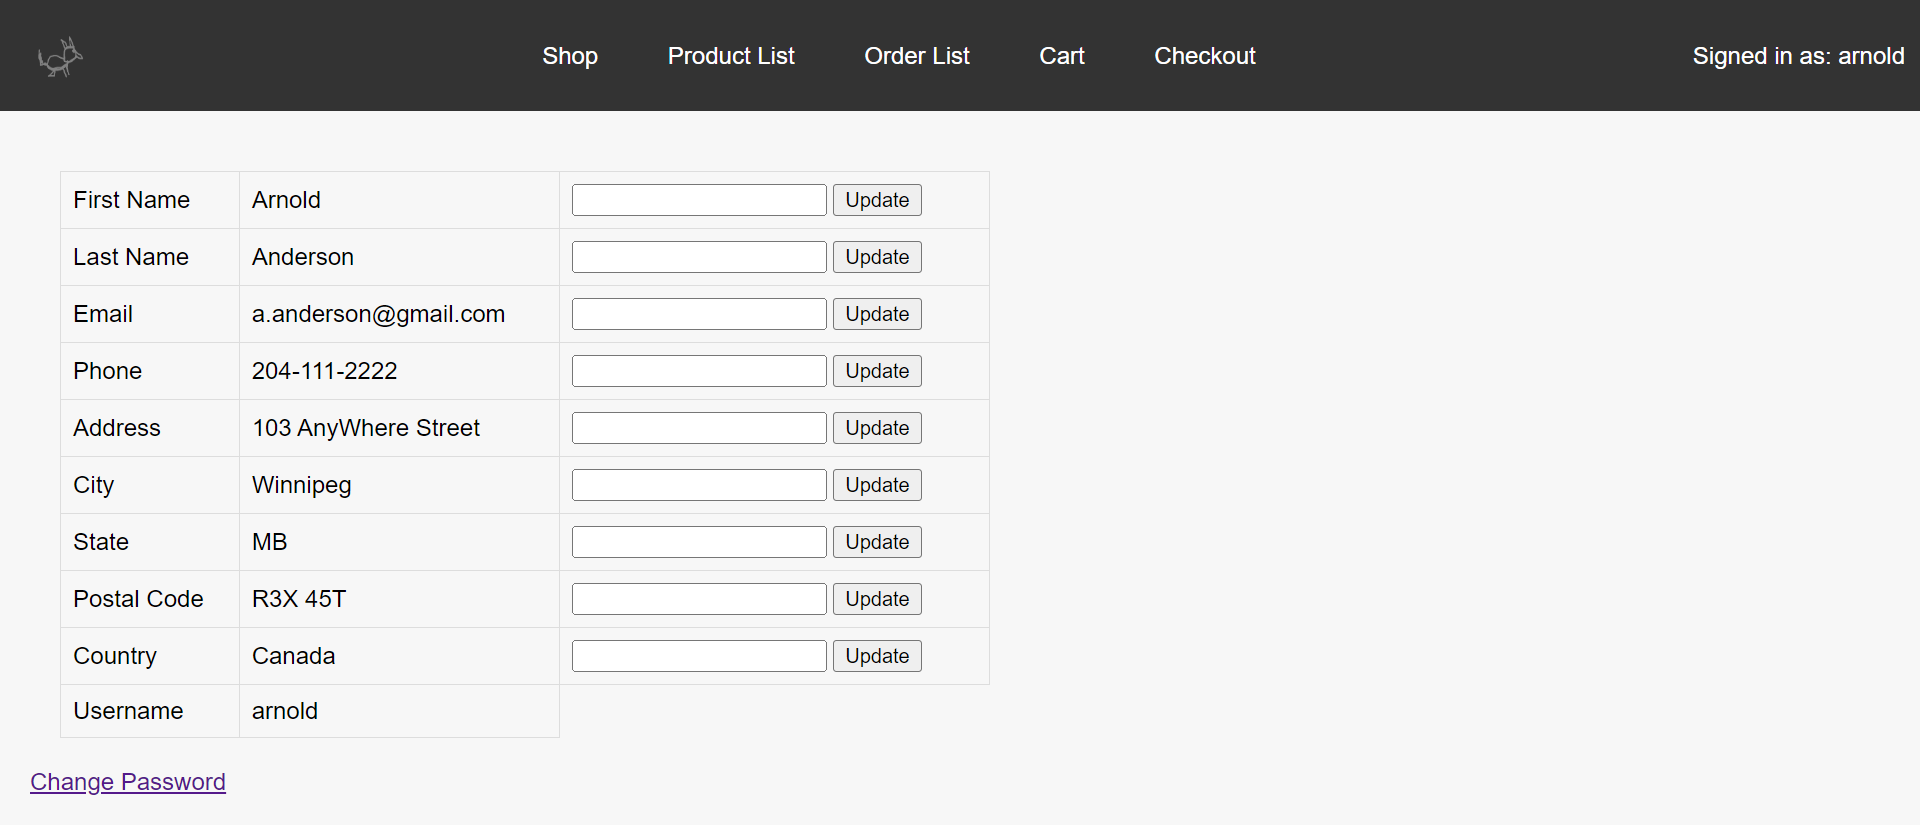 Shop Product List Order List Cart Checkout Signed in as: arnold
First Name Arnold Update
Last Name Anderson Update
Email a.anderson@gmail.com Update
Phone 204-111-2222 Update
Address 103 AnyWhere Street Update
City Winnipeg Update
State MB Update
Postal Code R3X 45T Update
Country Canada Update
Username arnold
Change Password